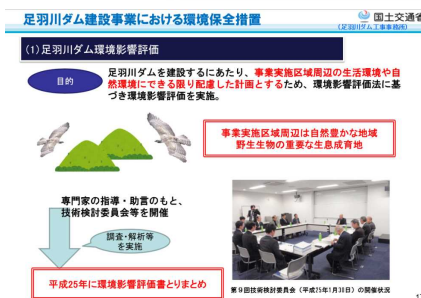 足羽川ダム建設事業における環境保全措置
国土交通省
(足羽川ダム工事事務所)
(1)足羽川ダム環境影響評価
目的
足羽川ダムを建設するにあたり、事業実施区域周辺の生活環境や自
然環境にできる限り配慮した計画とするため、環境影響評価法に基
づき環境影響評価を実施。
事業実施区域周辺は自然豊かな地域
野生生物の重要な生息成育地
専門家の指導・助言のもと、
技術検討委員会等を開催
調査・解析等
を実施
平成25年に環境影響評価書とりまとめ
第9回技術検討委員会(平成25年1月30日)の開催状況